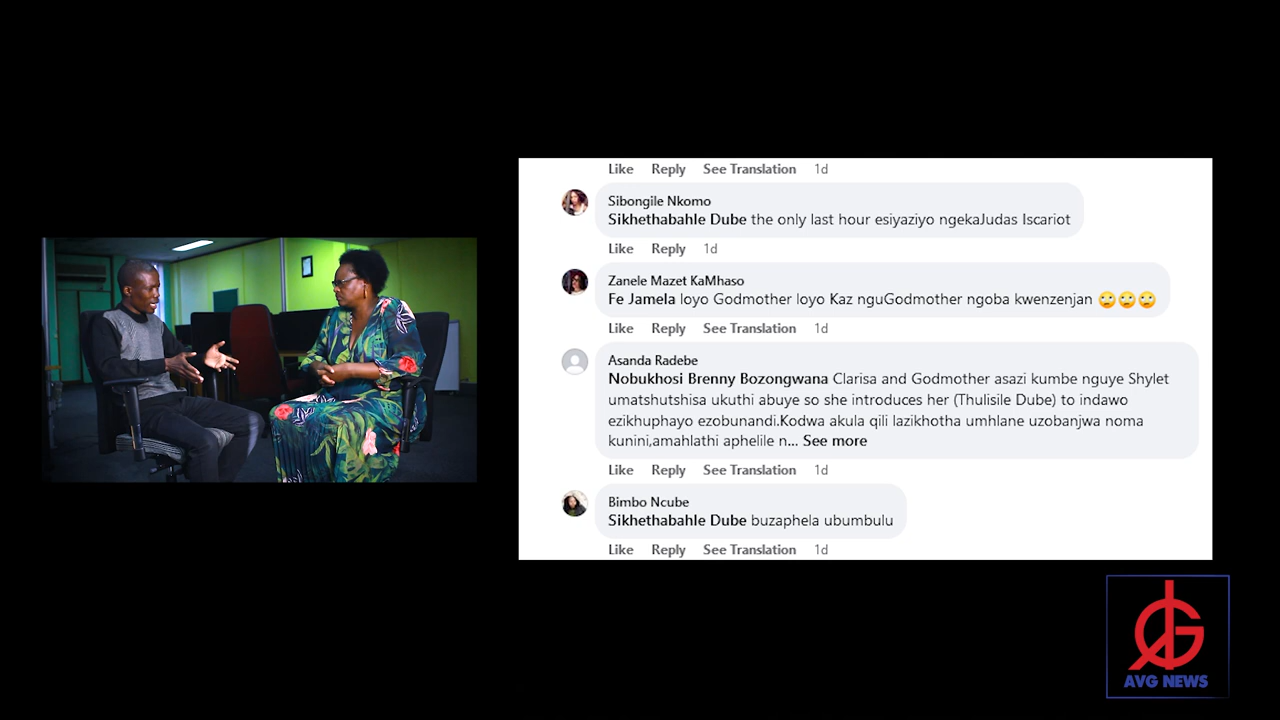 Like Reply See Translation 1d
Sibongile Nkomo
Sikhethabahle Dube the only last hour esiyaziyo ngekaJudas Iscariot
Like Reply 1d
Zanele Mazet KaMhaso
Fe Jamela loyo Godmother loyo Kaz nguGodmother ngoba kwenzenjan 🙄🙄🙄
Like Reply See Translation 1d
Asanda Radebe
Nobukhosi Brenny Bozongwana Clarisa and Godmother asazi kumbe nguye Shylet
umatshutshisa ukuthi abuye so she introduces her (Thulisile Dube) to indawo
ezikhuphayo ezobunandi.Kodwa akula qili lazikhotha umhlane uzobanjwa noma
kunini,amahlathi aphelile n... See more
Like Reply See Translation 1d
Bimbo Ncube
Sikhethabahle Dube buzaphela ubumbulu
Like Reply See Translation 1d
AVG NEWS